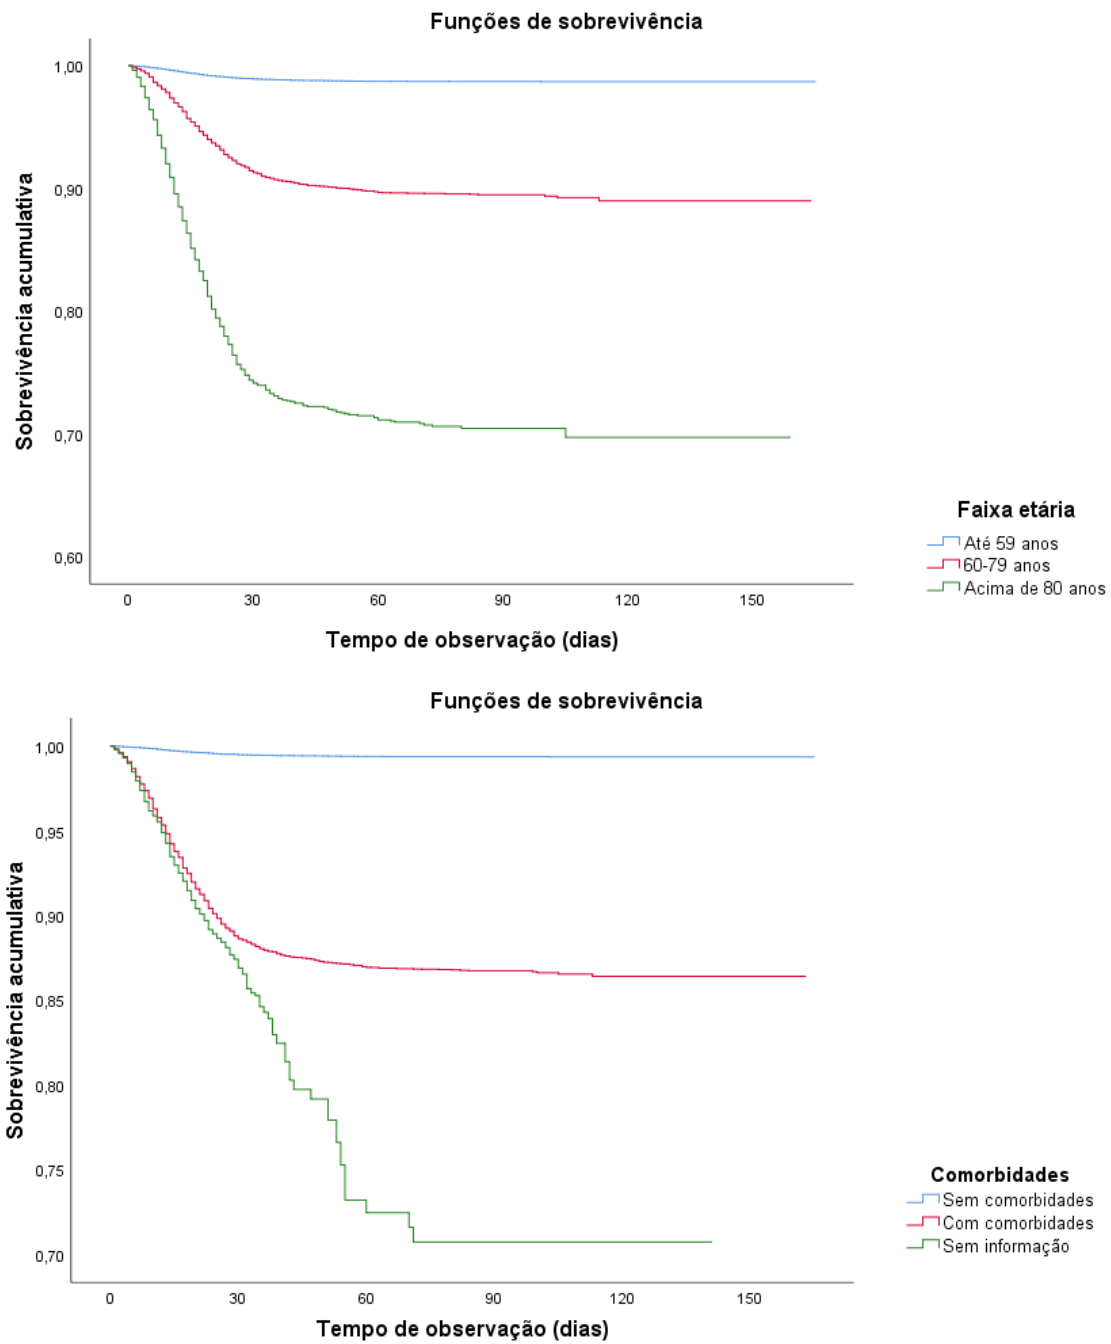 Funções de sobrevivência
1,00
0,90
0,80
0,70
0,60
Sobrevivência acumulativa
0 30 60 90 120 150
Tempo de observação (dias)
Faixa etária
Até 59 anos
60-79 anos
Acima de 80 anos
Funções de sobrevivência
1,00
0,95
0,90
0,85
0,80
0,75
0,70
Sobrevivência acumulativa
0 30 60 90 120 150
Tempo de observação (dias)
Comorbidades
Sem comorbidades
Com comorbidades
Sem informação